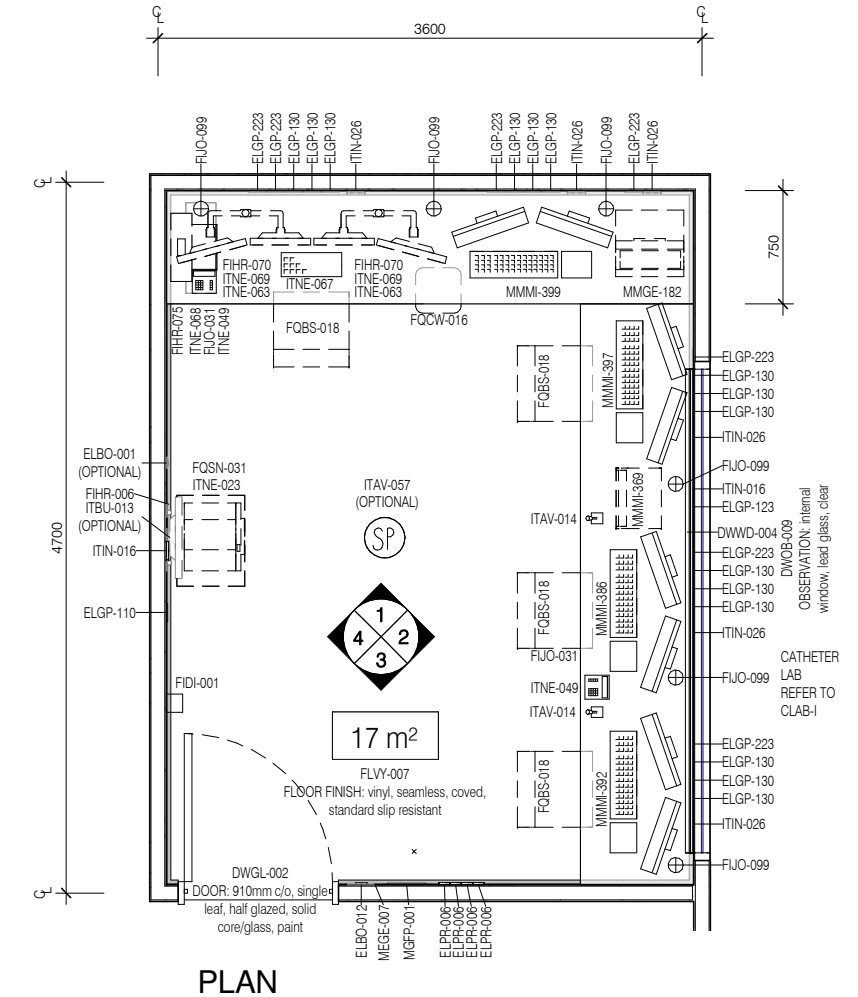 ℄
℄
3600
FIJO-099
ELGP-223
ELGP-223
ELGP-130
ELGP-130
ELGP-130
ITIN-026
FIJO-099
ELGP-223
ELGP-130
ELGP-130
ELGP-130
ITIN-026
FIJO-099
ELGP-223
ITIN-026
℄
750
FIHR-070
ITNE-069
ITNE-063
ITNE-067
FIHR-070
ITNE-069
ITNE-063
MMMI-399
MMGE-182
FIHR-075
ITNE-068
FIJO-031
ITNE-049
FQBS-018
FQCW-016
FQBS-018
MMMI-397
ELGP-223
ELGP-130
ELGP-130
ELGP-130
ITIN-026
FIJO-099
ITIN-016
ELGP-123
DWWD-004
ELGP-223
ELGP-130
ELGP-130
ELGP-130
ITIN-026
FIJO-099
ELGP-223
ELGP-130
ELGP-130
ELGP-130
ITIN-026
FIJO-099
DWOB-009
OBSERVATION: internal
window, lead glass, clear
CATHETER
LAB
REFER TO
CLAB-I
ELBO-001
(OPTIONAL)
FIHR-006
ITBU-013
(OPTIONAL)
ITIN-016
ELGP-110
4700
FQSN-031
ITNE-023
ITAV-057
(OPTIONAL)
SP
ITAV-014
MMMI-369
1
4
2
3
FQBS-018
MMMI-386
FIJO-031
ITNE-049
ITAV-014
FIDI-001
17 m²
FLVY-007
FLOOR FINISH: vinyl, seamless, coved,
standard slip resistant
FQBS-018
MMMI-392
DWGL-002
DOOR: 910mm c/o, single
leaf, half glazed, solid
core/glass, paint
℄
ELBO-012
MEGE-007
MGFP-001
ELPR-006
ELPR-006
ELPR-006
ELPR-006
PLAN